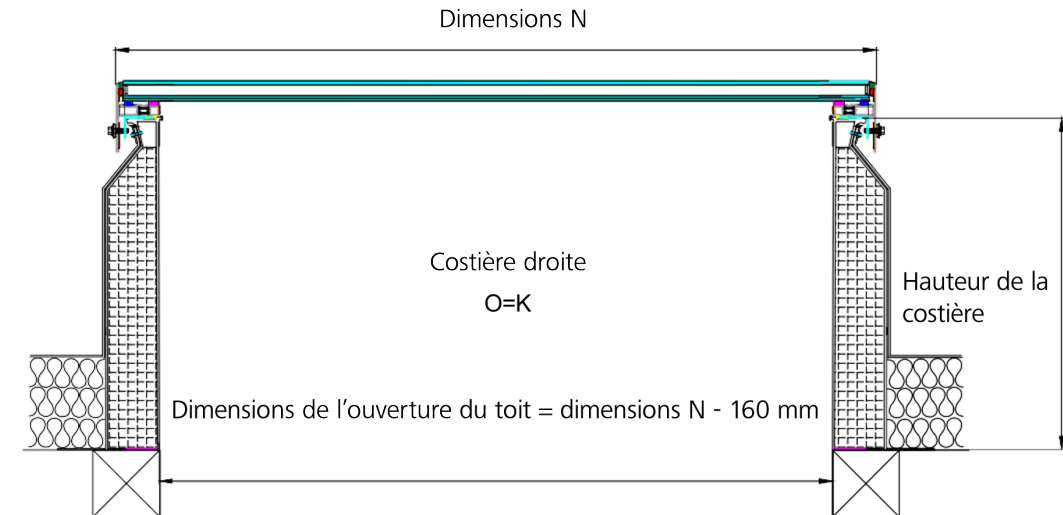 Dimensions N
Costière droite
O=K
Hauteur de la
costière
Dimensions de l’ouverture du toit = dimensions N - 160 mm